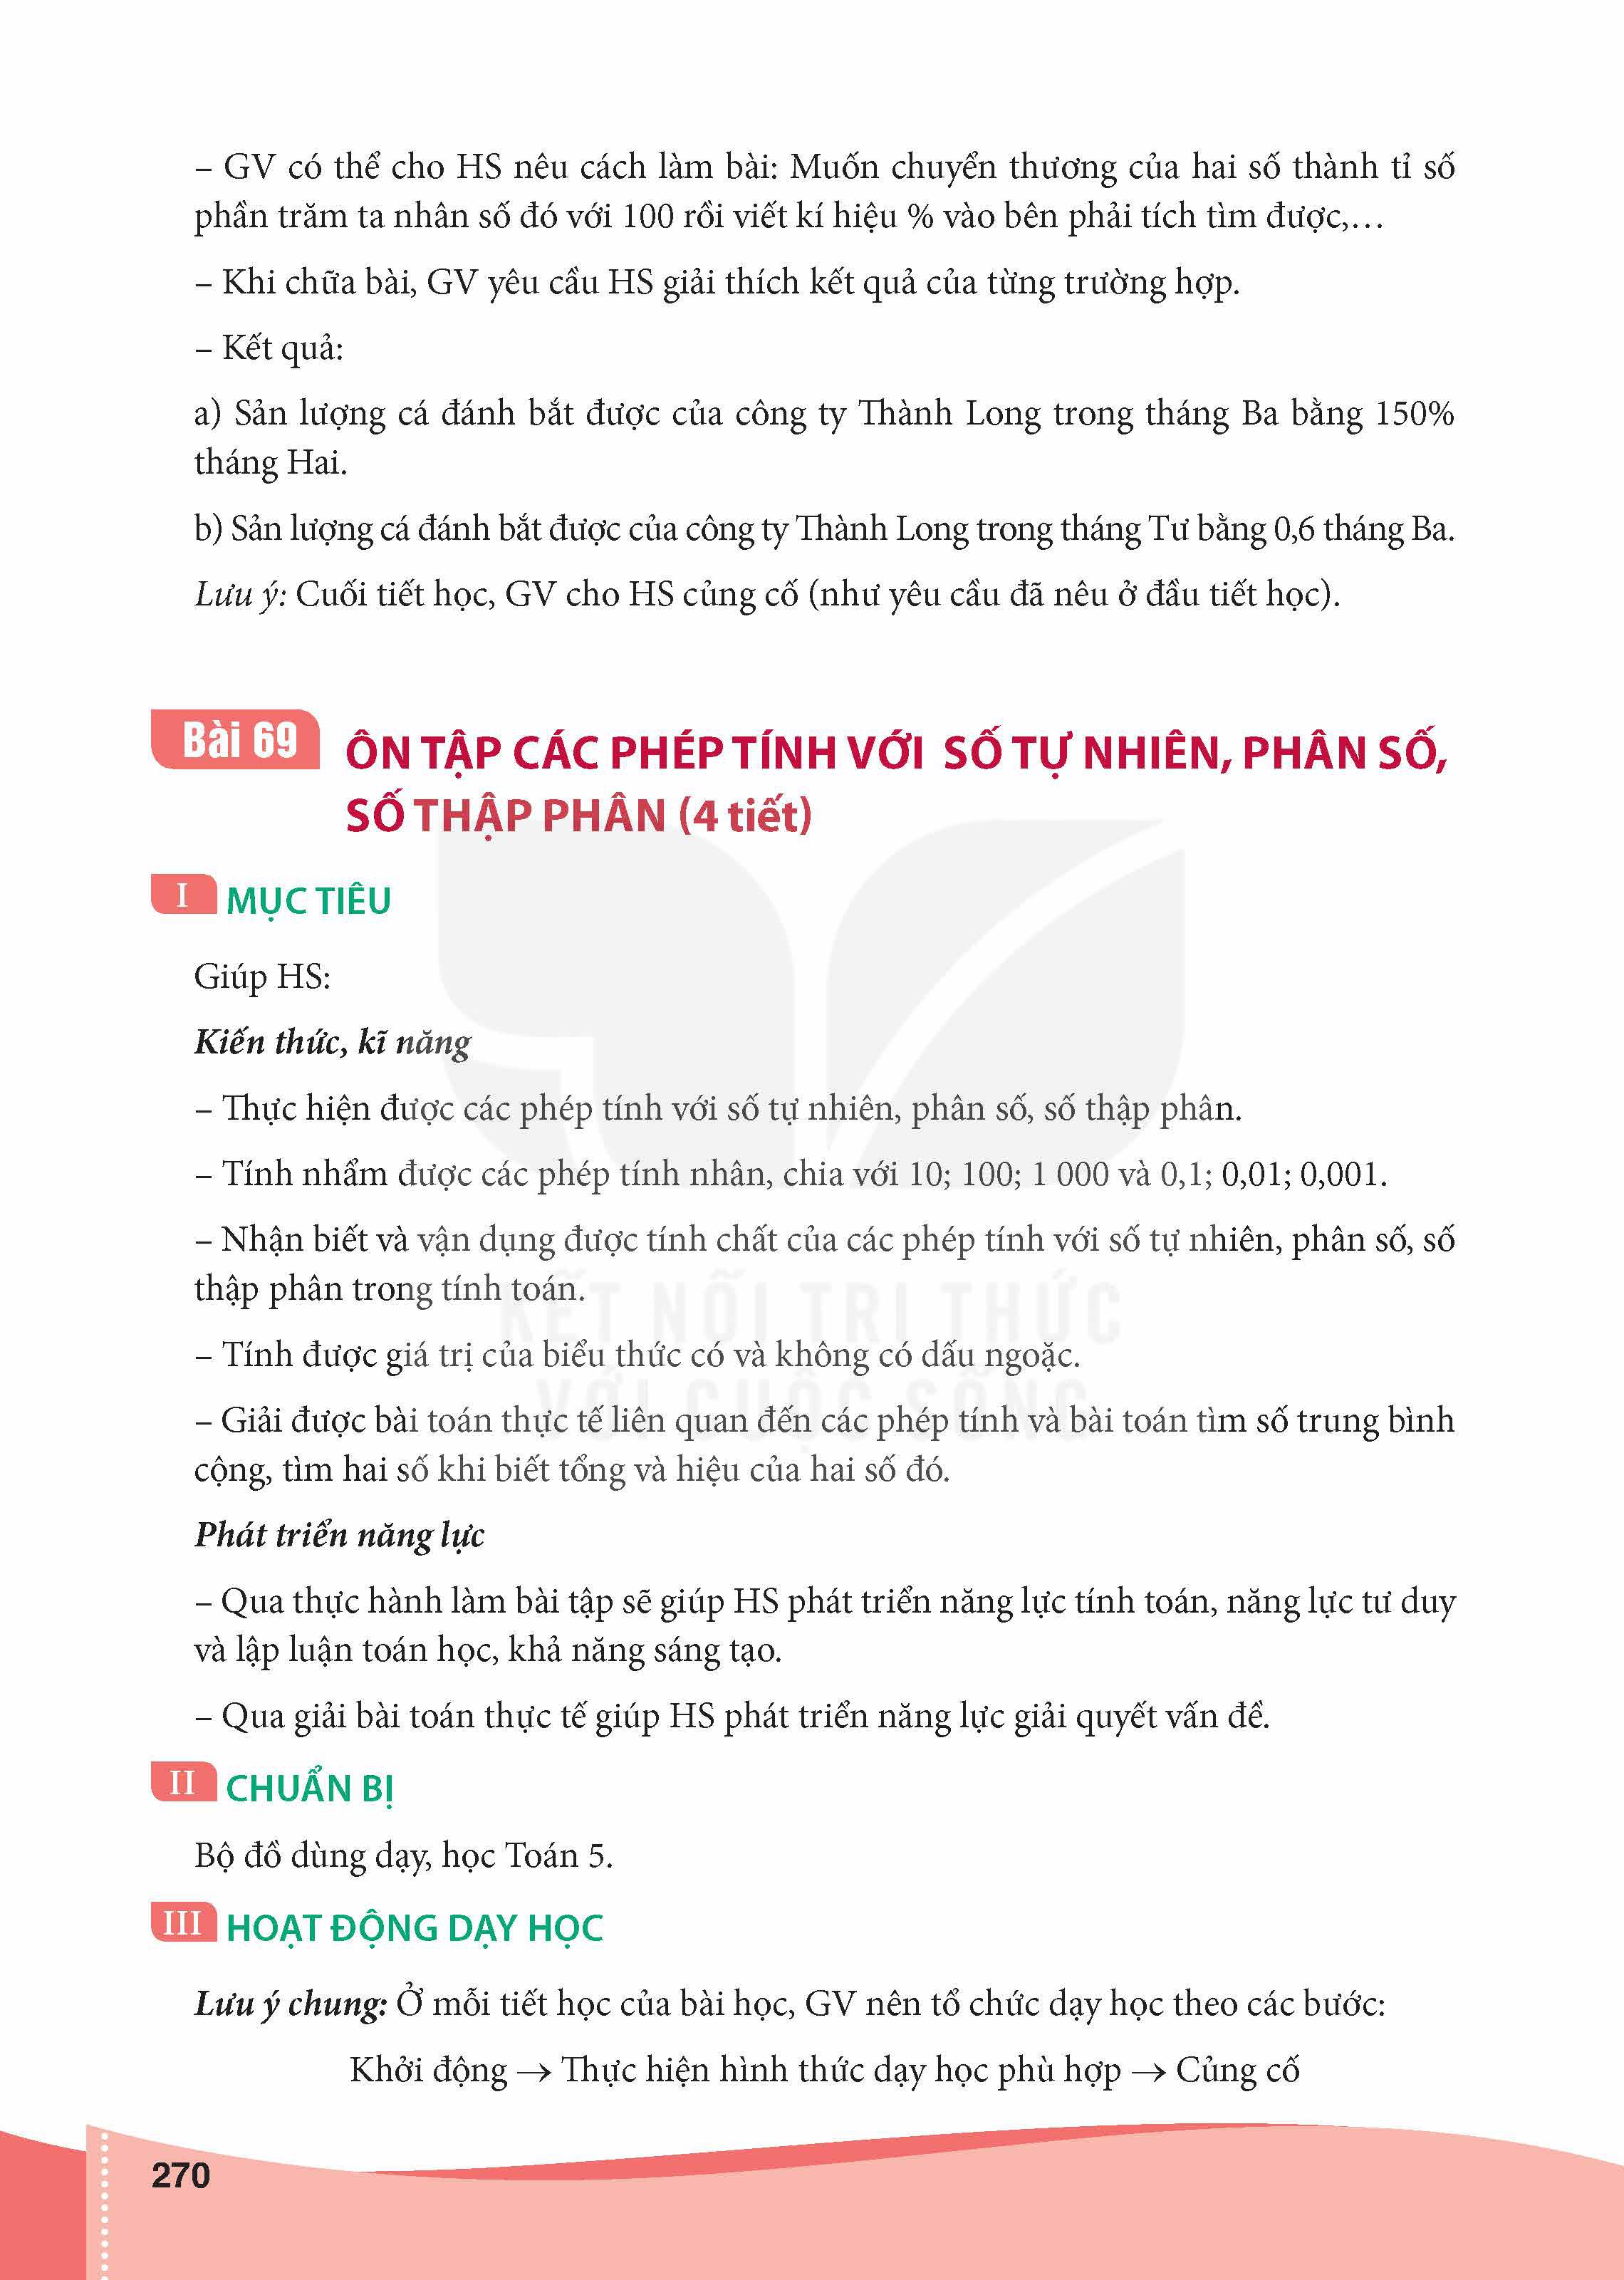 – GV có thể cho HS nêu cách làm bài: Muốn chuyển thương của hai số thành tỉ số
phần trăm ta nhân số đó với 100 rồi viết kí hiệu % vào bên phải tích tìm được,…
– Khi chữa bài, GV yêu cầu HS giải thích kết quả của từng trường hợp.
– Kết quả:
a) Sản lượng cá đánh bắt được của công ty Thành Long trong tháng Ba bằng 150%
tháng Hai.
b) Sản lượng cá đánh bắt được của công ty Thành Long trong tháng Tư bằng 0,6 tháng Ba.
Lưu ý: Cuối tiết học, GV cho HS củng cố (như yêu cầu đã nêu ở đầu tiết học).
Bài 69
ÔN TẬP CÁC PHÉP TÍNH VỚI SỐ TỰ NHIÊN, PHÂN SỐ,
SỐ THẬP PHÂN (4 tiết)
I MỤC TIÊU
Giúp HS:
Kiến thức, kĩ năng
– Thực hiện được các phép tính với số tự nhiên, phân số, số thập phân.
– Tính nhẩm được các phép tính nhân, chia với 10; 100; 1 000 và 0,1; 0,01; 0,001.
– Nhận biết và vận dụng được tính chất của các phép tính với số tự nhiên, phân số, số
thập phân trong tính toán.
KẾT NỐI TRI THỨC
– Tính được giá trị của biểu thức có và không có dấu ngoặc.
VỚI CUỘC SỐNG
– Giải được bài toán thực tế liên quan đến các phép tính và bài toán tìm số trung bình
cộng, tìm hai số khi biết tổng và hiệu của hai số đó.
Phát triển năng lực
– Qua thực hành làm bài tập sẽ giúp HS phát triển năng lực tính toán, năng lực tư duy
và lập luận toán học, khả năng sáng tạo.
– Qua giải bài toán thực tế giúp HS phát triển năng lực giải quyết vấn đề.
II CHUẨN BỊ
Bộ đồ dùng dạy, học Toán 5.
III HOẠT ĐỘNG DẠY HỌC
Lưu ý chung: Ở mỗi tiết học của bài học, GV nên tổ chức dạy học theo các bước:
Khởi động → Thực hiện hình thức dạy học phù hợp → Củng cố
270